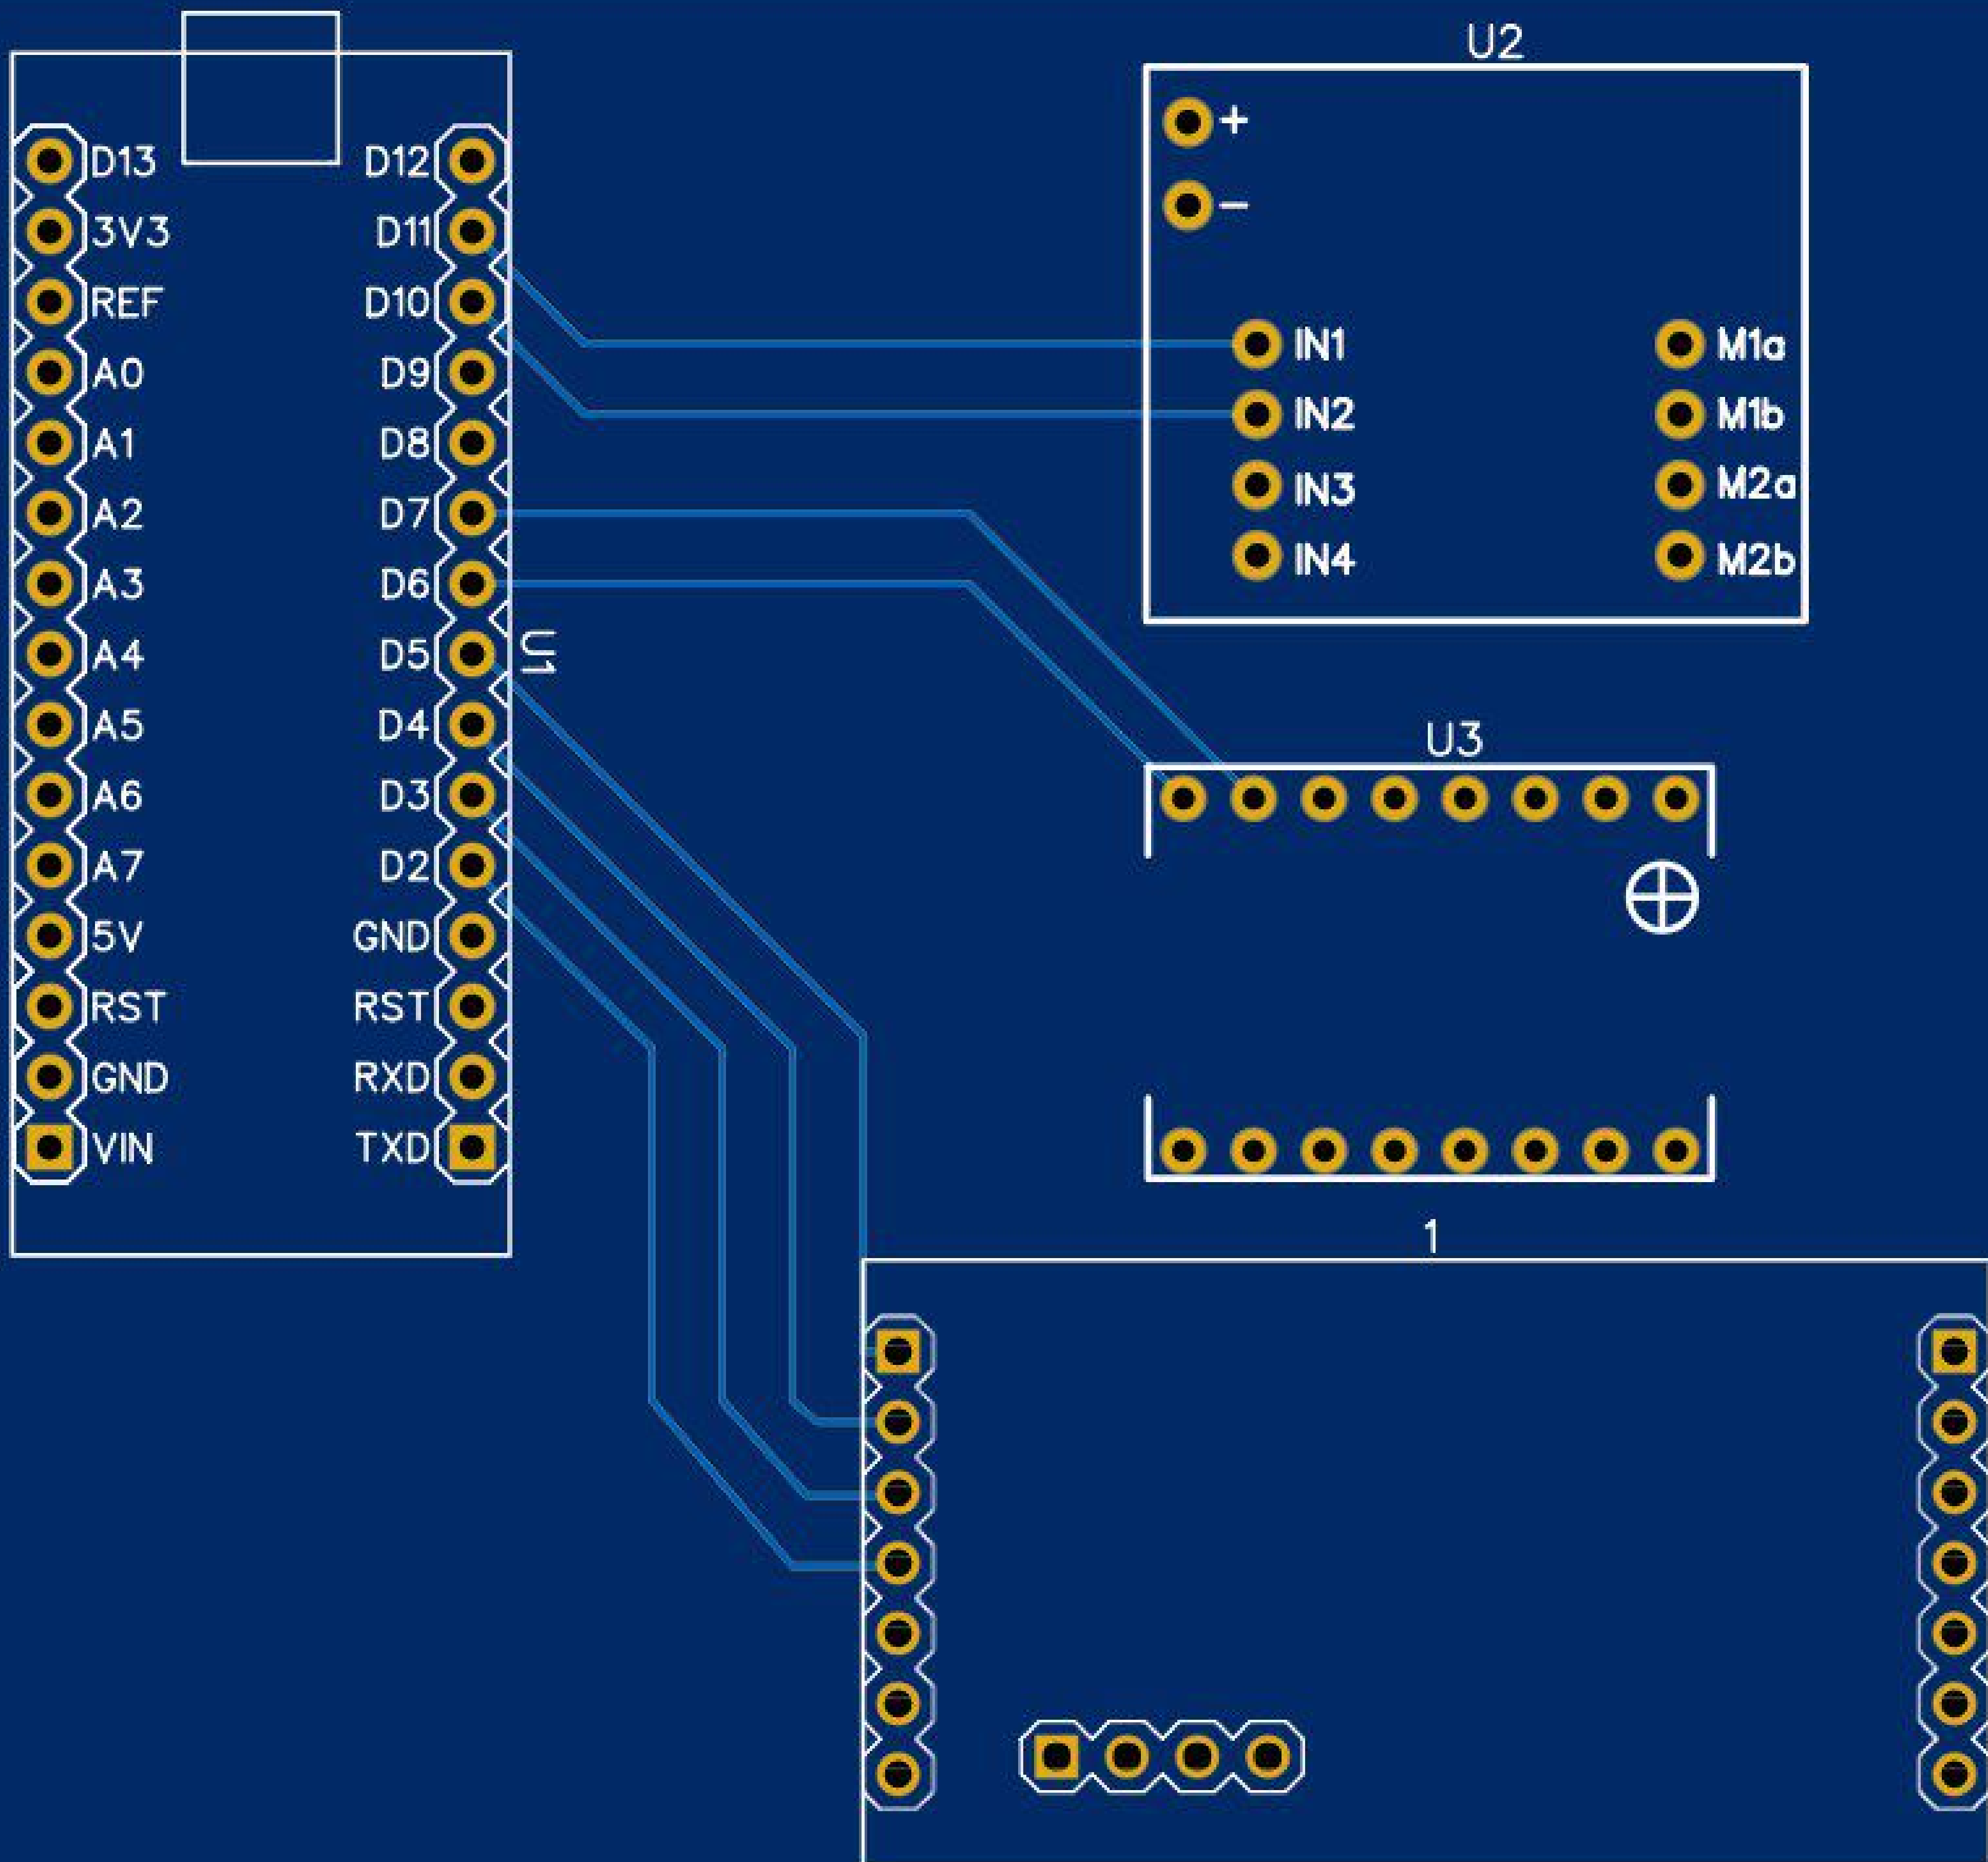 U2
+
−
D13 D12
3V3 D11
REF D10
A0 D9
A1 D8
A2 D7
A3 D6
A4 D5
A5 D4
A6 D3
A7 D2
5V GND
RST RST
GND RXD
VIN TXD
U1
IN1 M1a
IN2 M1b
IN3 M2a
IN4 M2b
U3
1